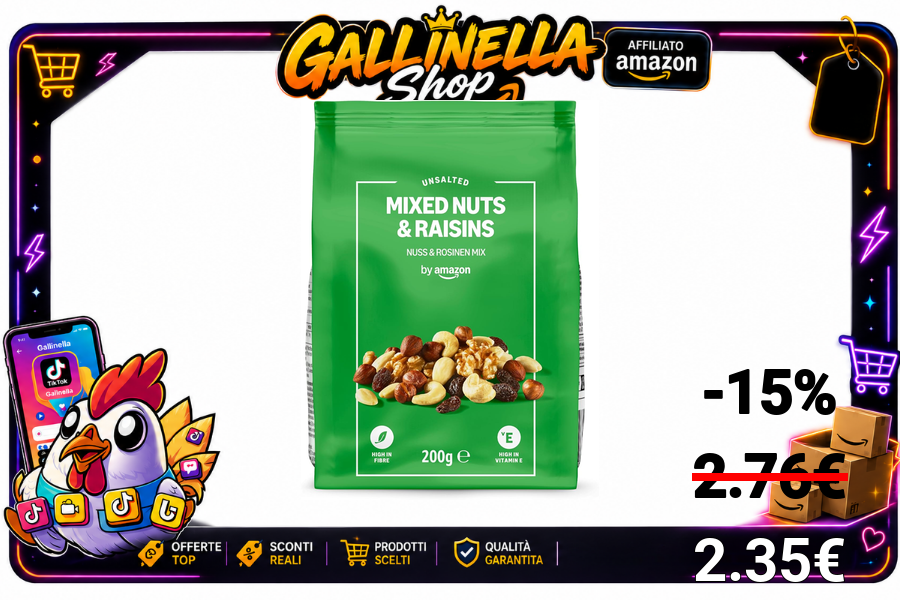 GALLINELLA
Shop
AFFILIATO
amazon
UNSALTED
MIXED NUTS
& RAISINS
NUSS & ROSINEN MIX
by amazon
HIGH IN
FIBRE
200g ℮
VE
HIGH IN
VITAMIN E
Gallinella
TikTok
Gallinella
-15%
2.76€
2.35€
OFFERTE
TOP
SCONTI
REALI
PRODOTTI
SCELTI
QUALITÀ
GARANTITA